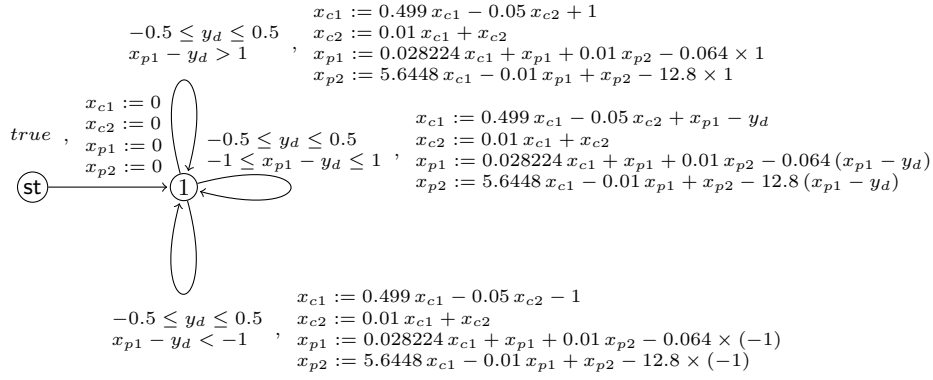 -0.5 ≤ y_d ≤ 0.5
x_{p1} - y_d > 1
,
x_{c1} := 0.499 x_{c1} - 0.05 x_{c2} + 1
x_{c2} := 0.01 x_{c1} + x_{c2}
x_{p1} := 0.028224 x_{c1} + x_{p1} + 0.01 x_{p2} - 0.064 × 1
x_{p2} := 5.6448 x_{c1} - 0.01 x_{p1} + x_{p2} - 12.8 × 1
true ,
x_{c1} := 0
x_{c2} := 0
x_{p1} := 0
x_{p2} := 0
-0.5 ≤ y_d ≤ 0.5
-1 ≤ x_{p1} - y_d ≤ 1
,
x_{c1} := 0.499 x_{c1} - 0.05 x_{c2} + x_{p1} - y_d
x_{c2} := 0.01 x_{c1} + x_{c2}
x_{p1} := 0.028224 x_{c1} + x_{p1} + 0.01 x_{p2} - 0.064 (x_{p1} - y_d)
x_{p2} := 5.6448 x_{c1} - 0.01 x_{p1} + x_{p2} - 12.8 (x_{p1} - y_d)
st
1
-0.5 ≤ y_d ≤ 0.5
x_{p1} - y_d < -1
,
x_{c1} := 0.499 x_{c1} - 0.05 x_{c2} - 1
x_{c2} := 0.01 x_{c1} + x_{c2}
x_{p1} := 0.028224 x_{c1} + x_{p1} + 0.01 x_{p2} - 0.064 × (-1)
x_{p2} := 5.6448 x_{c1} - 0.01 x_{p1} + x_{p2} - 12.8 × (-1)